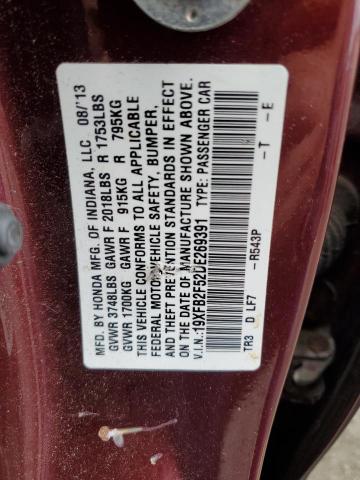 MFD. BY HONDA MFG. OF INDIANA, LLC 08/'13
GVWR 3748LBS GAWR F 2018LBS R 1753LBS
GVWR 1700KG GAWR F 915KG R 795KG
THIS VEHICLE CONFORMS TO ALL APPLICABLE
FEDERAL MOTOR VEHICLE SAFETY, BUMPER,
AND THEFT PREVENTION STANDARDS IN EFFECT
ON THE DATE OF MANUFACTURE SHOWN ABOVE.
V.I.N.:19XFB2F52DE269391 TYPE: PASSENGER CAR
TR3 D LF7 –R543P –T –E